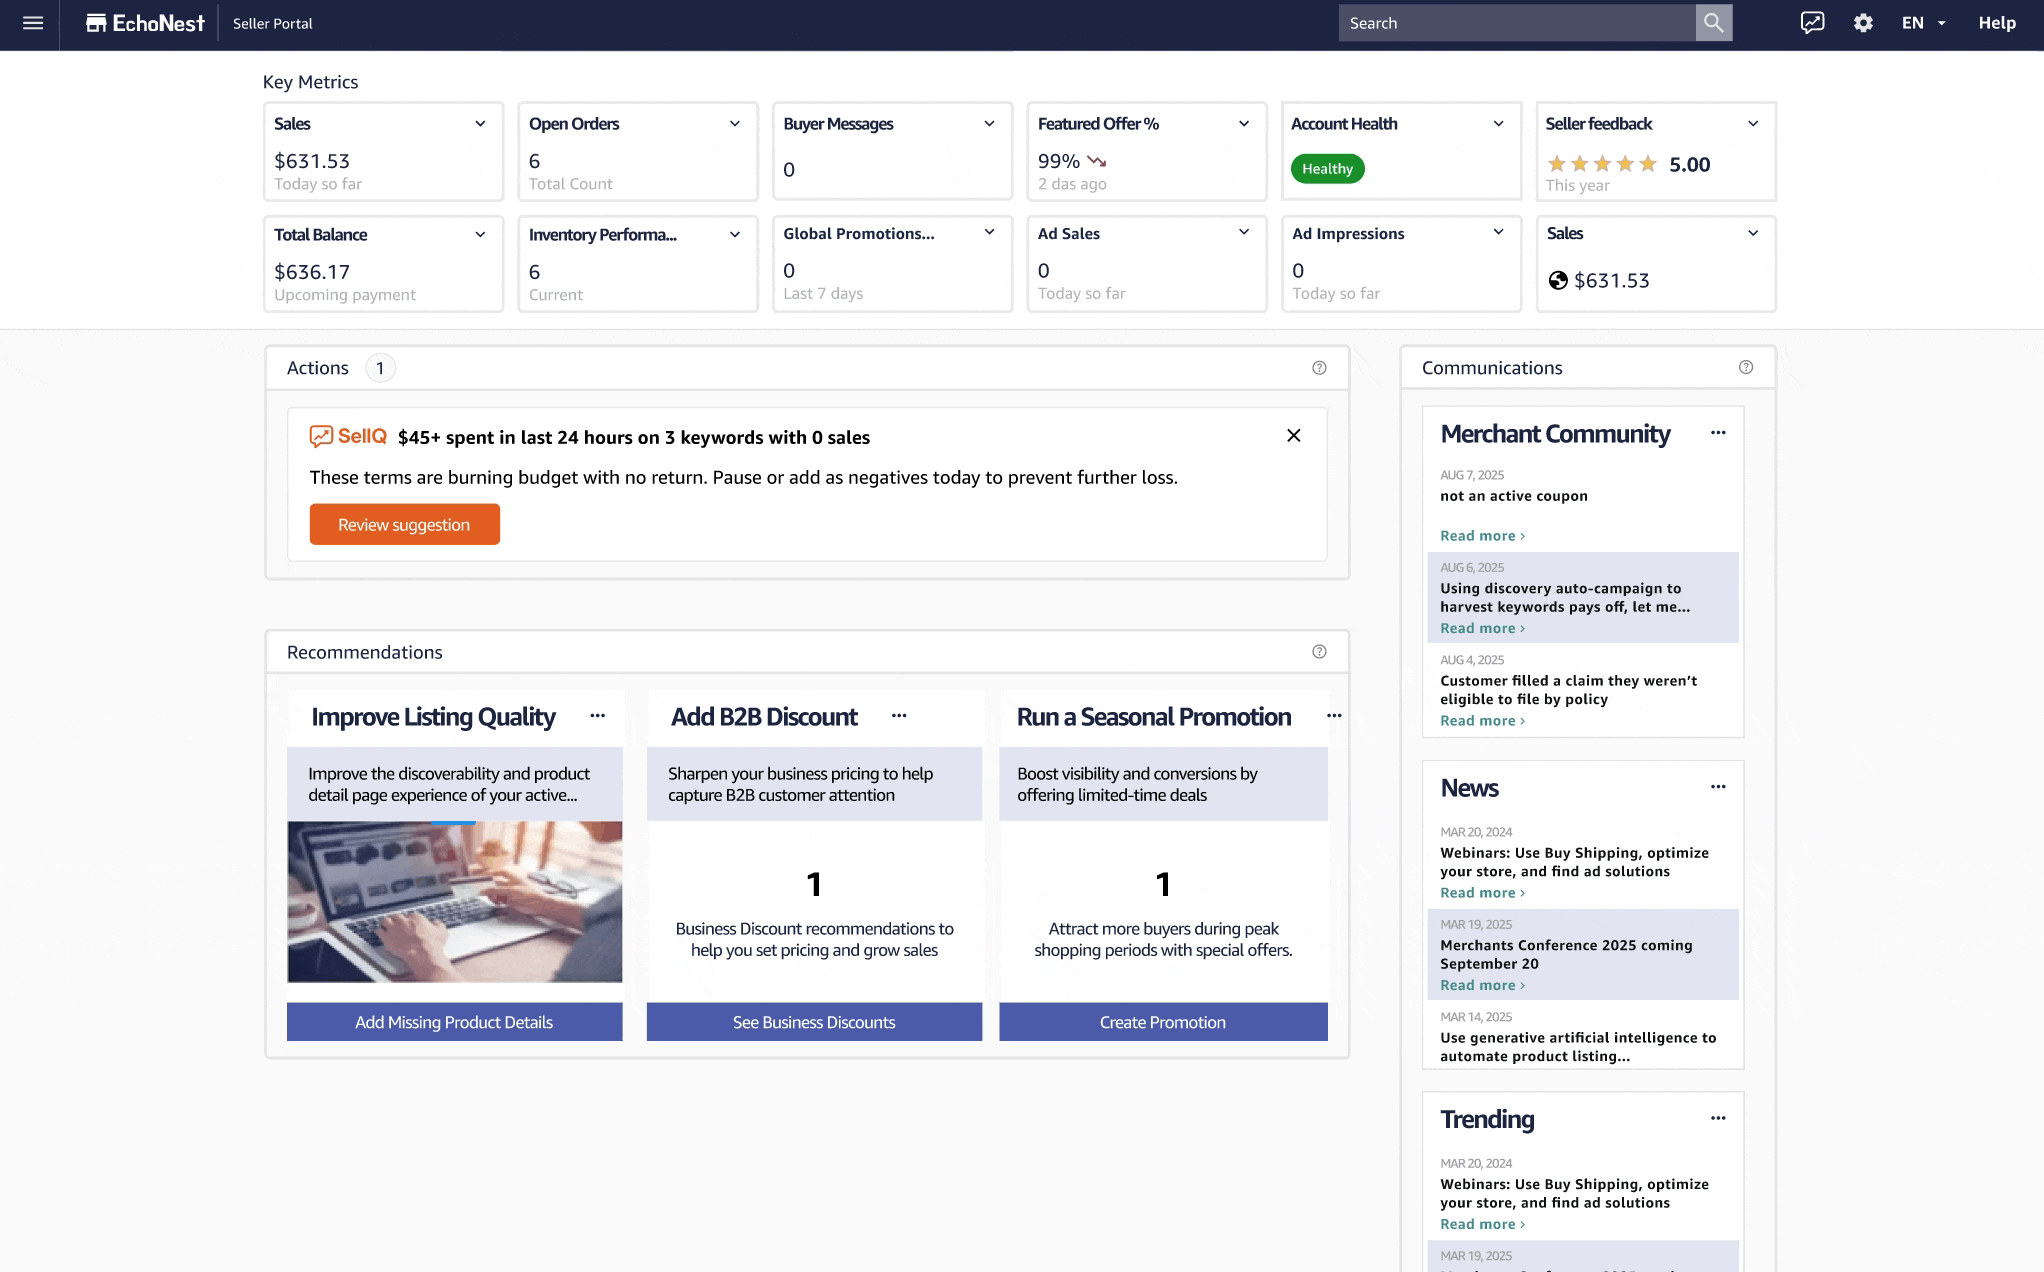 EchoNest
Seller Portal
Search
EN
Help
Key Metrics
Sales
$631.53
Today so far
Open Orders
6
Total Count
Buyer Messages
0
Featured Offer %
99%
2 das ago
Account Health
Healthy
Seller feedback
5.00
This year
Total Balance
$636.17
Upcoming payment
Inventory Performa...
6
Current
Global Promotions...
0
Last 7 days
Ad Sales
0
Today so far
Ad Impressions
0
Today so far
Sales
$631.53
Actions 1
SellQ $45+ spent in last 24 hours on 3 keywords with 0 sales
These terms are burning budget with no return. Pause or add as negatives today to prevent further loss.
Review suggestion
Recommendations
Improve Listing Quality
Improve the discoverability and product
detail page experience of your active...
Add Missing Product Details
Add B2B Discount
Sharpen your business pricing to help
capture B2B customer attention
1
Business Discount recommendations to
help you set pricing and grow sales
See Business Discounts
Run a Seasonal Promotion
Boost visibility and conversions by
offering limited-time deals
1
Attract more buyers during peak
shopping periods with special offers.
Create Promotion
Communications
Merchant Community
AUG 7, 2025
not an active coupon
Read more ›
AUG 6, 2025
Using discovery auto-campaign to
harvest keywords pays off, let me...
Read more ›
AUG 4, 2025
Customer filled a claim they weren't
eligible to file by policy
Read more ›
News
MAR 20, 2024
Webinars: Use Buy Shipping, optimize
your store, and find ad solutions
Read more ›
MAR 19, 2025
Merchants Conference 2025 coming
September 20
Read more ›
MAR 14, 2025
Use generative artificial intelligence to
automate product listing...
Trending
MAR 20, 2024
Webinars: Use Buy Shipping, optimize
your store, and find ad solutions
Read more ›
MAR 19, 2025